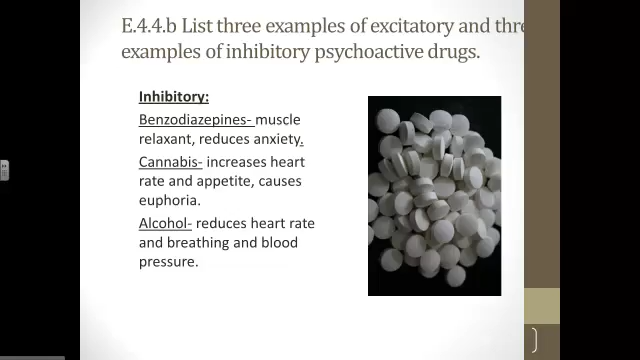 E.4.4.b List three examples of excitatory and thre
examples of inhibitory psychoactive drugs.
Inhibitory:
Benzodiazepines- muscle
relaxant, reduces anxiety.
Cannabis- increases heart
rate and appetite, causes
euphoria.
Alcohol- reduces heart rate
and breathing and blood
pressure.